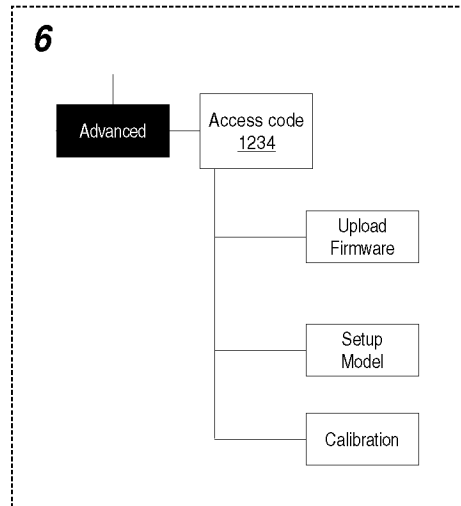 6
Advanced
Access code
1234
Upload
Firmware
Setup
Model
Calibration